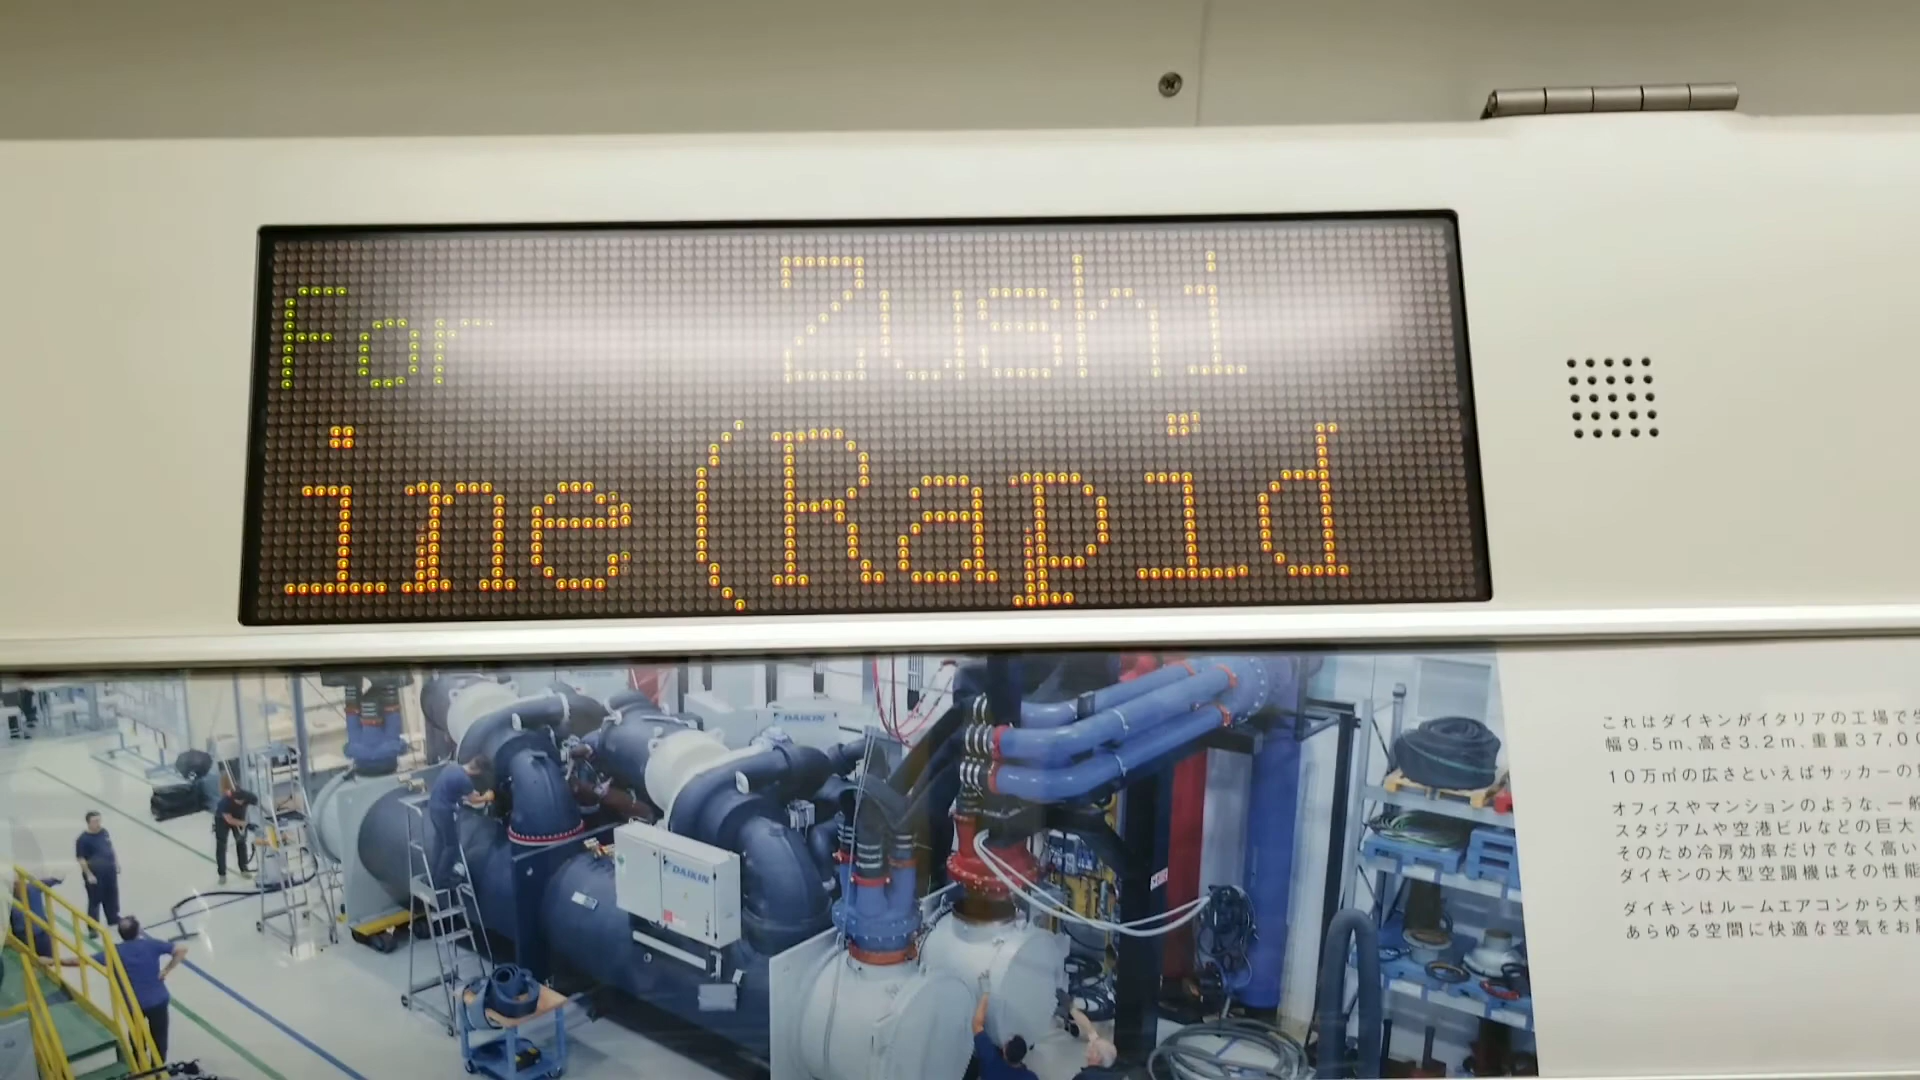 For Zushi
ine(Rapid
DAIKIN
DAIKIN
これはダイキンがイタリアの工場で
幅9.5m、高さ3.2m、重量37,00
10万㎡の広さといえばサッカーの
オフィスやマンションのような、一般
スタジアムや空港ビルなどの巨大
そのため冷房効率だけでなく高い
ダイキンの大型空調機はその性能
ダイキンはルームエアコンから大型
あらゆる空間に快適な空気をお届